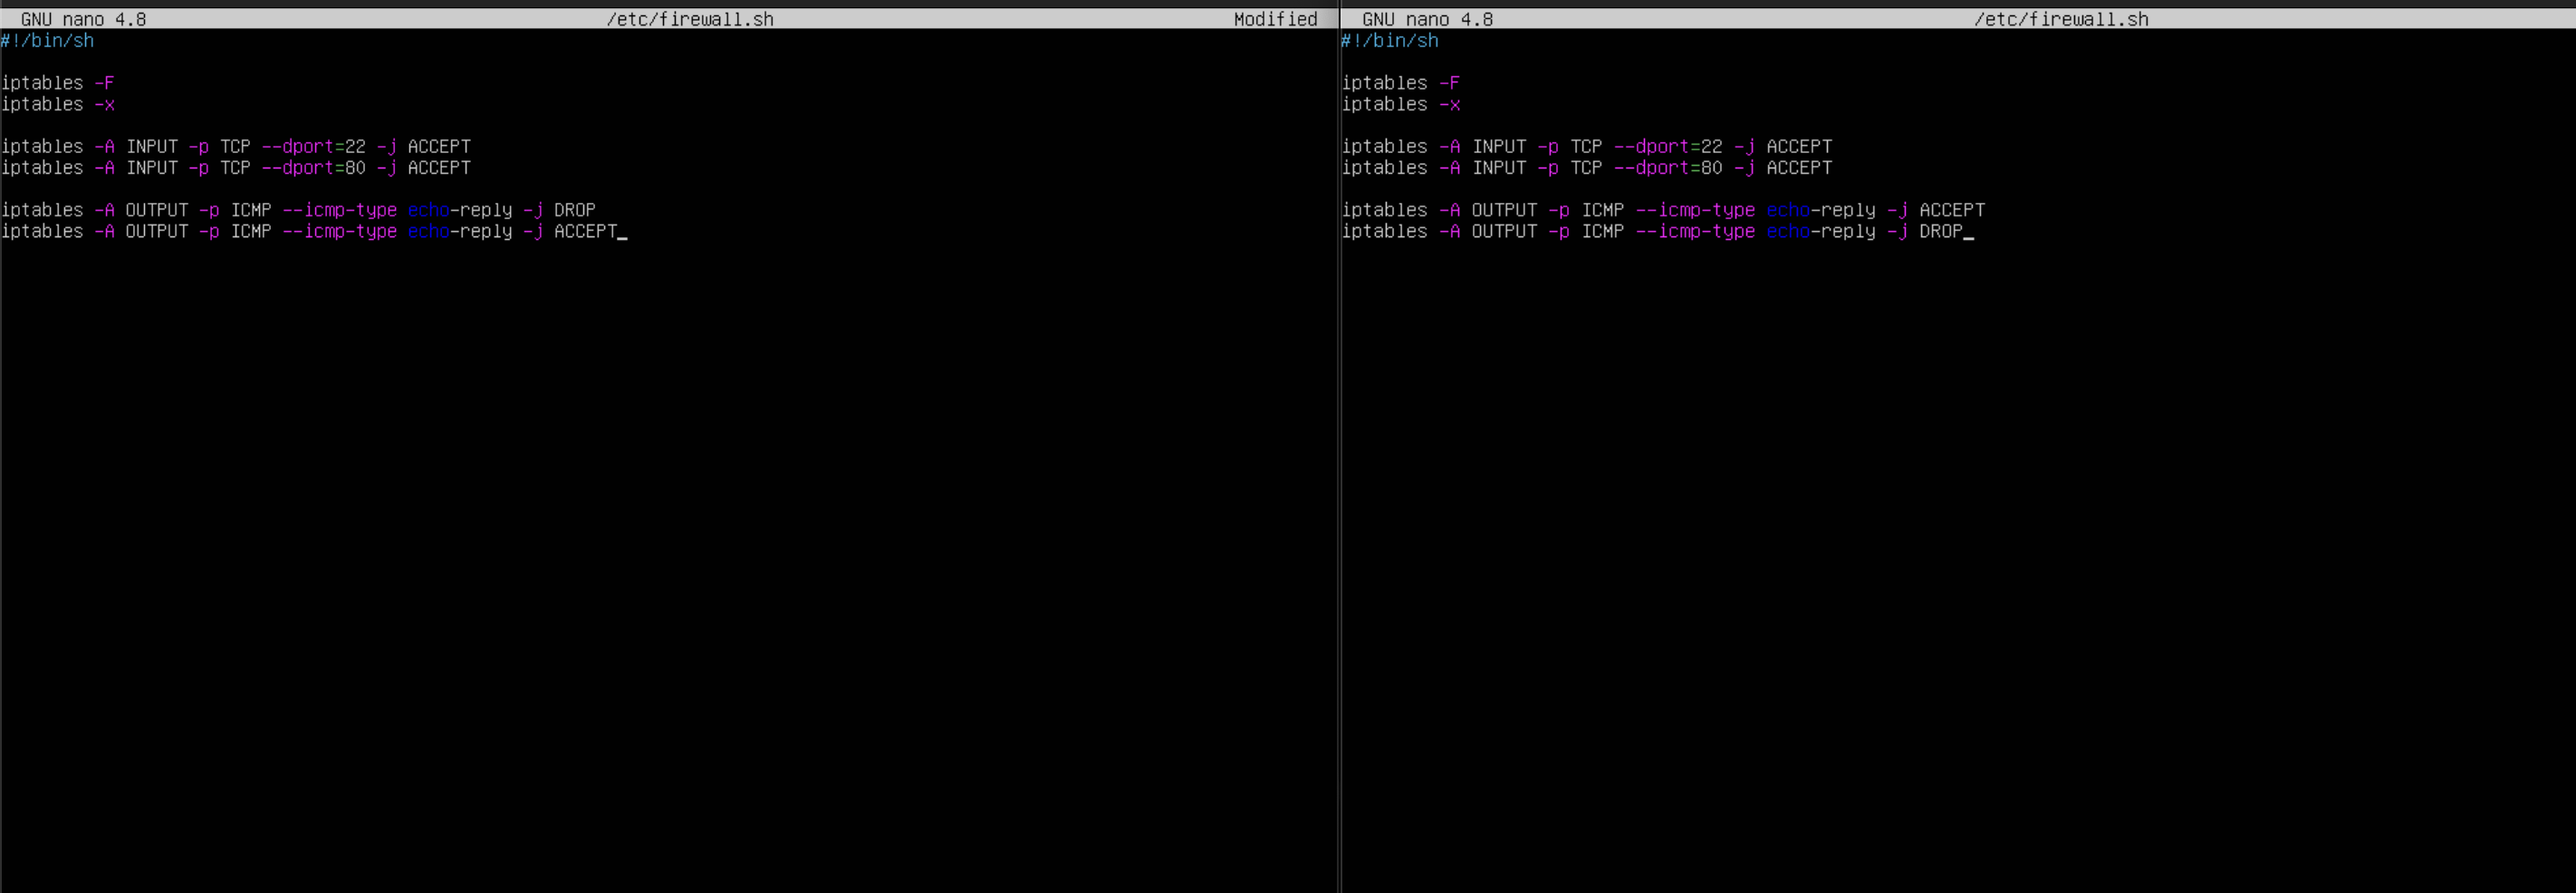 GNU nano 4.8 /etc/firewall.sh Modified
#!/bin/sh
iptables -F
iptables -x
iptables -A INPUT -p TCP --dport=22 -j ACCEPT
iptables -A INPUT -p TCP --dport=80 -j ACCEPT
iptables -A OUTPUT -p ICMP --icmp-type echo-reply -j DROP
iptables -A OUTPUT -p ICMP --icmp-type echo-reply -j ACCEPT_
GNU nano 4.8 /etc/firewall.sh
#!/bin/sh
iptables -F
iptables -x
iptables -A INPUT -p TCP --dport=22 -j ACCEPT
iptables -A INPUT -p TCP --dport=80 -j ACCEPT
iptables -A OUTPUT -p ICMP --icmp-type echo-reply -j ACCEPT
iptables -A OUTPUT -p ICMP --icmp-type echo-reply -j DROP_